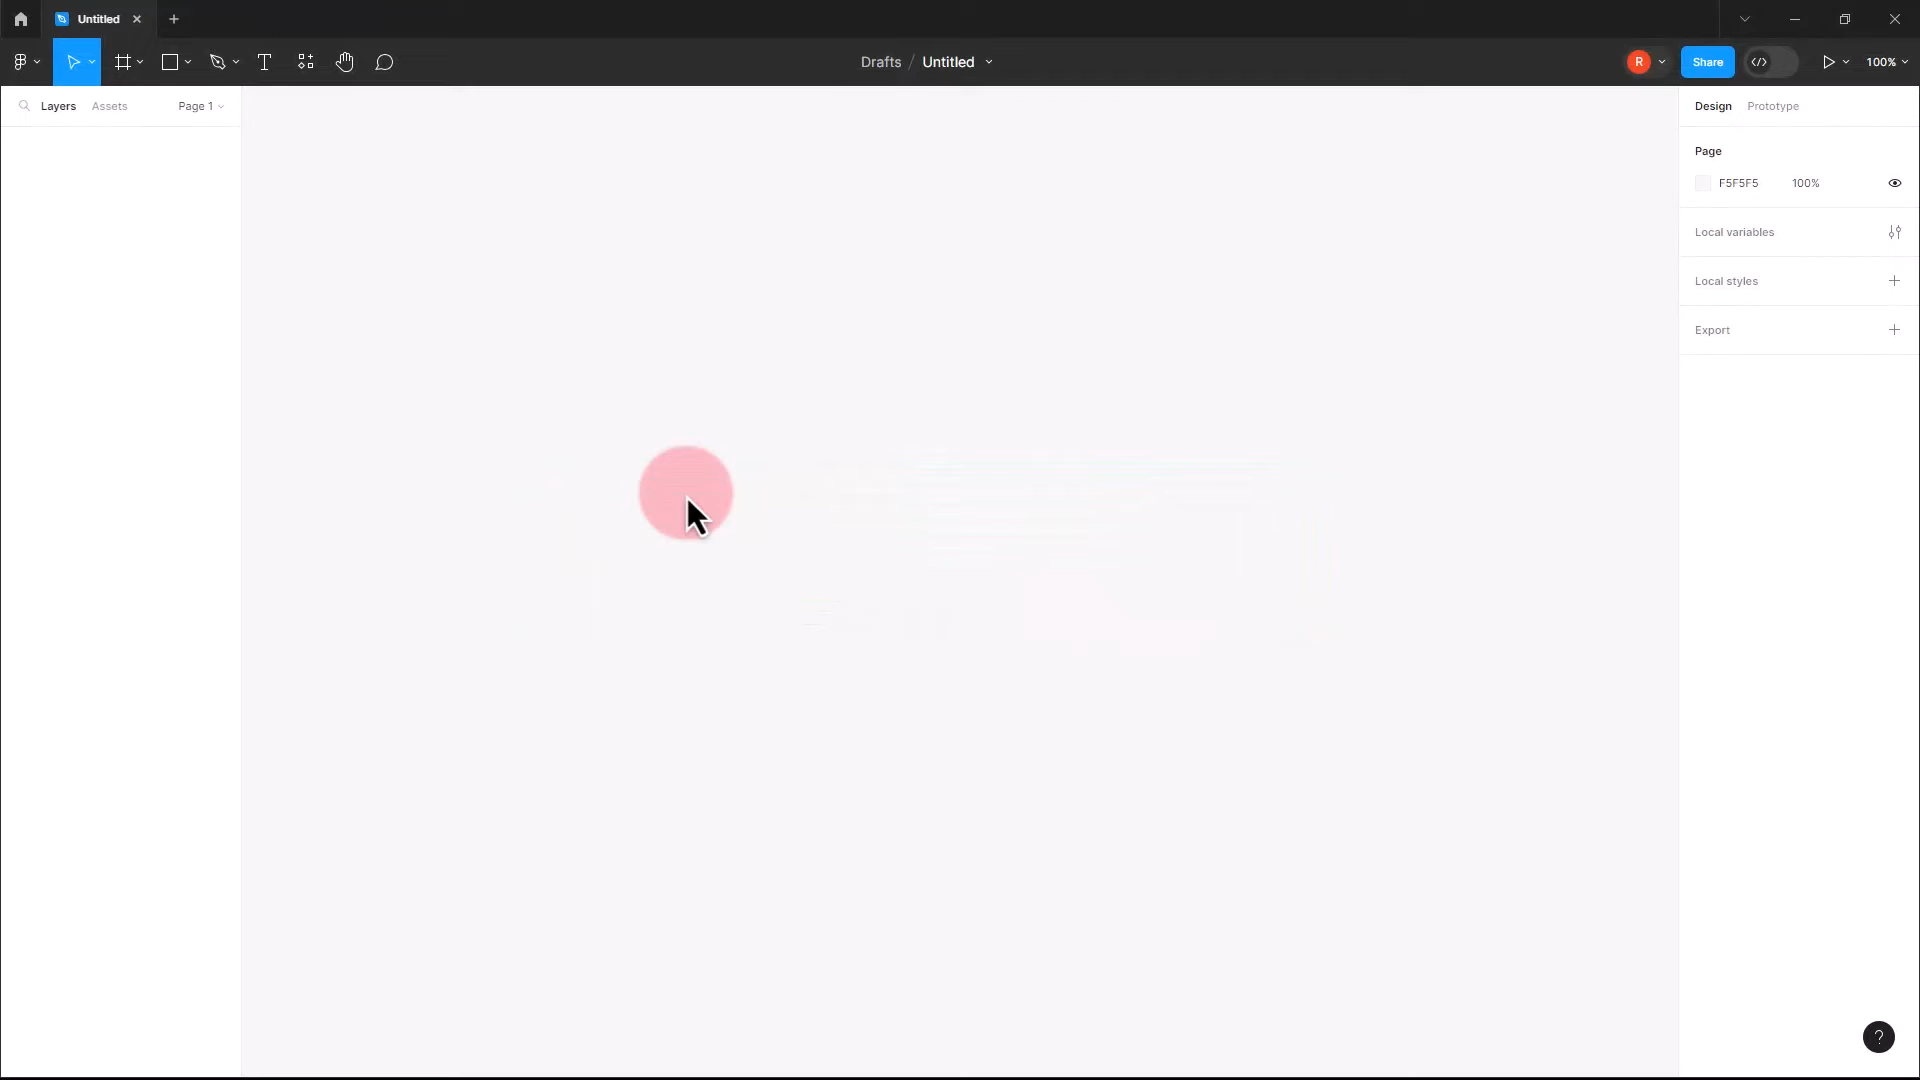 Untitled
Drafts / Untitled
R
Share
100%
Layers Assets Page 1
Design Prototype
Page
F5F5F5 100%
Local variables
Local styles
Export
?